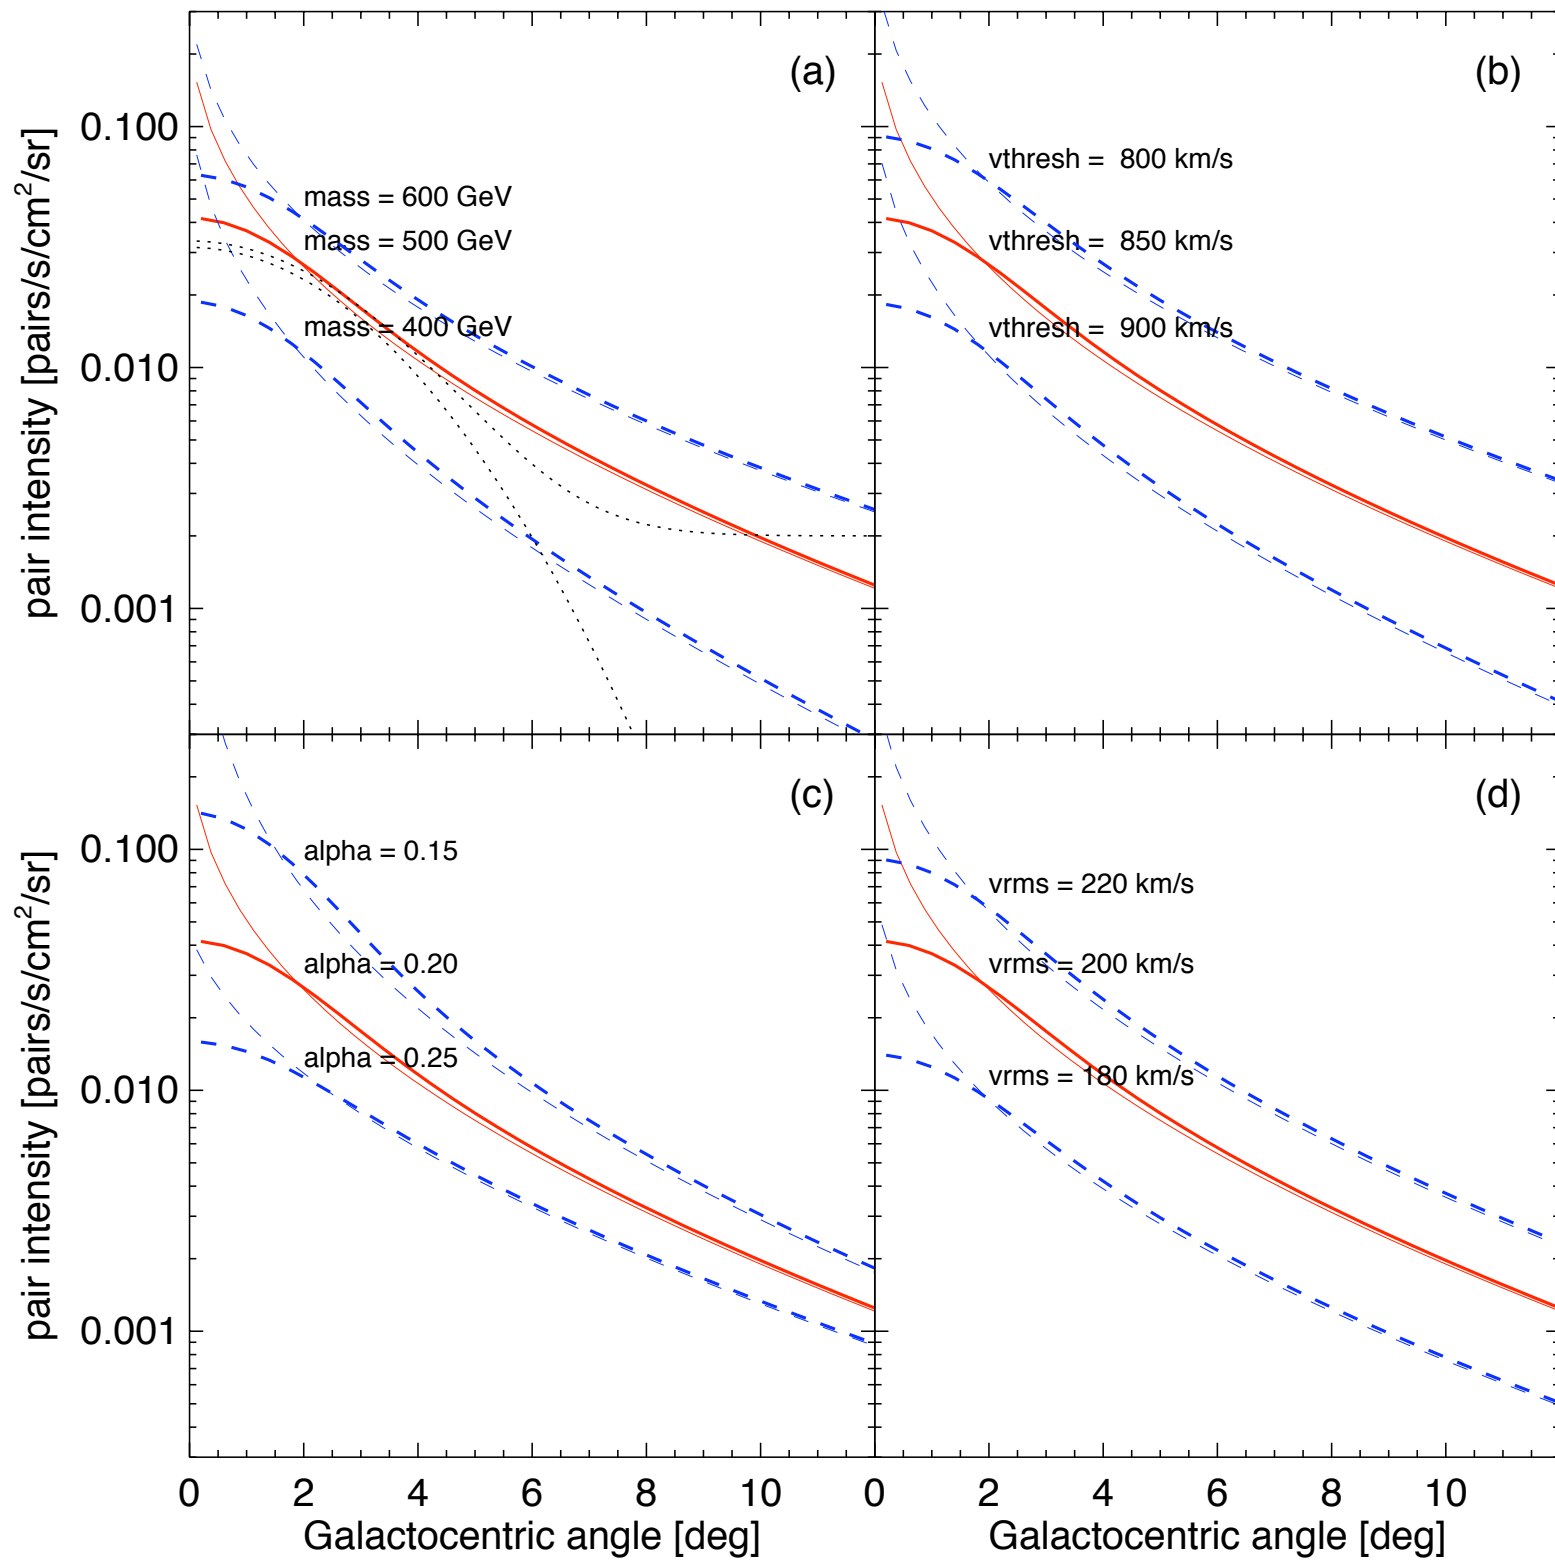 (a)
(b)
0.100
mass = 600 GeV
mass = 500 GeV
mass = 400 GeV
vthresh =  800 km/s
vthresh =  850 km/s
vthresh =  900 km/s
0.010
0.001
pair intensity [pairs/s/cm²/sr]
(c)
(d)
0.100
alpha = 0.15
alpha = 0.20
alpha = 0.25
vrms = 220 km/s
vrms = 200 km/s
vrms = 180 km/s
0.010
0.001
pair intensity [pairs/s/cm²/sr]
0 2 4 6 8 10
0 2 4 6 8 10
Galactocentric angle [deg]
Galactocentric angle [deg]